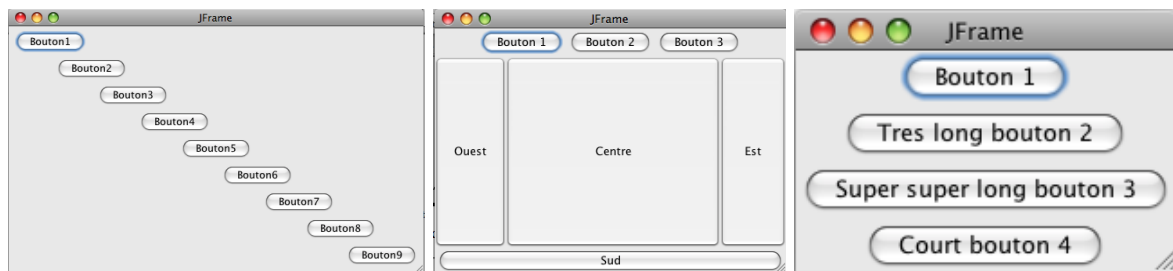 JFrame
Bouton1
Bouton2
Bouton3
Bouton4
Bouton5
Bouton6
Bouton7
Bouton8
Bouton9
JFrame
Bouton 1 Bouton 2 Bouton 3
Ouest Centre Est
Sud
JFrame
Bouton 1
Tres long bouton 2
Super super long bouton 3
Court bouton 4